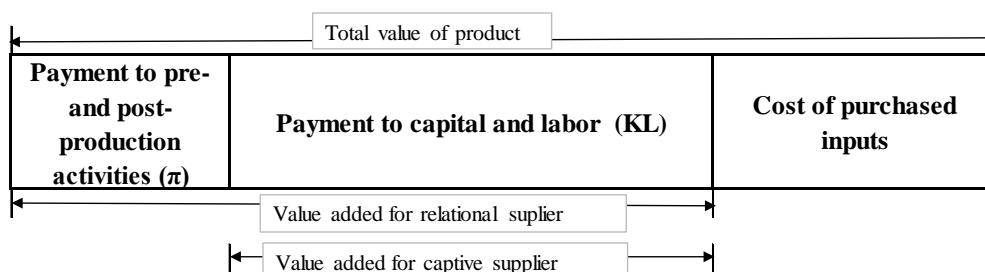 Total value of product
Payment to pre-
and post-
production
activities (π)
Payment to capital and labor (KL)
Cost of purchased
inputs
Value added for relational suplier
Value added for captive supplier